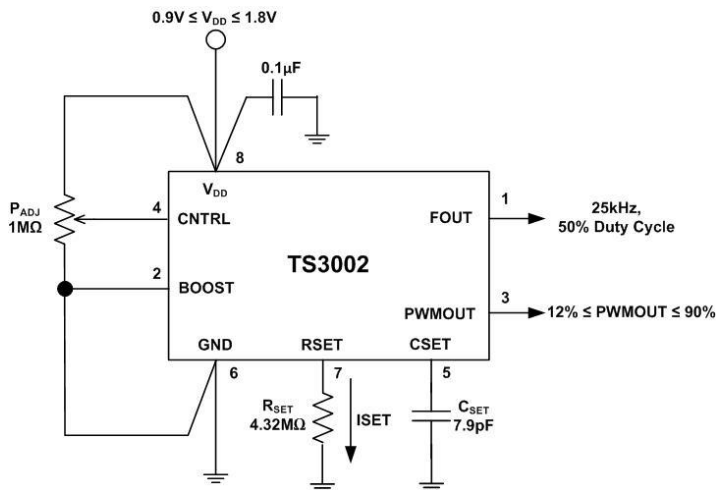 0.9V ≤ VDD ≤ 1.8V
0.1µF
8
VDD
PADJ
1MΩ
4
CNTRL
1
FOUT
25kHz,
50% Duty Cycle
TS3002
2
BOOST
3
PWMOUT
12% ≤ PWMOUT ≤ 90%
GND
RSET
CSET
6
7
5
RSET
4.32MΩ
ISET
CSET
7.9pF